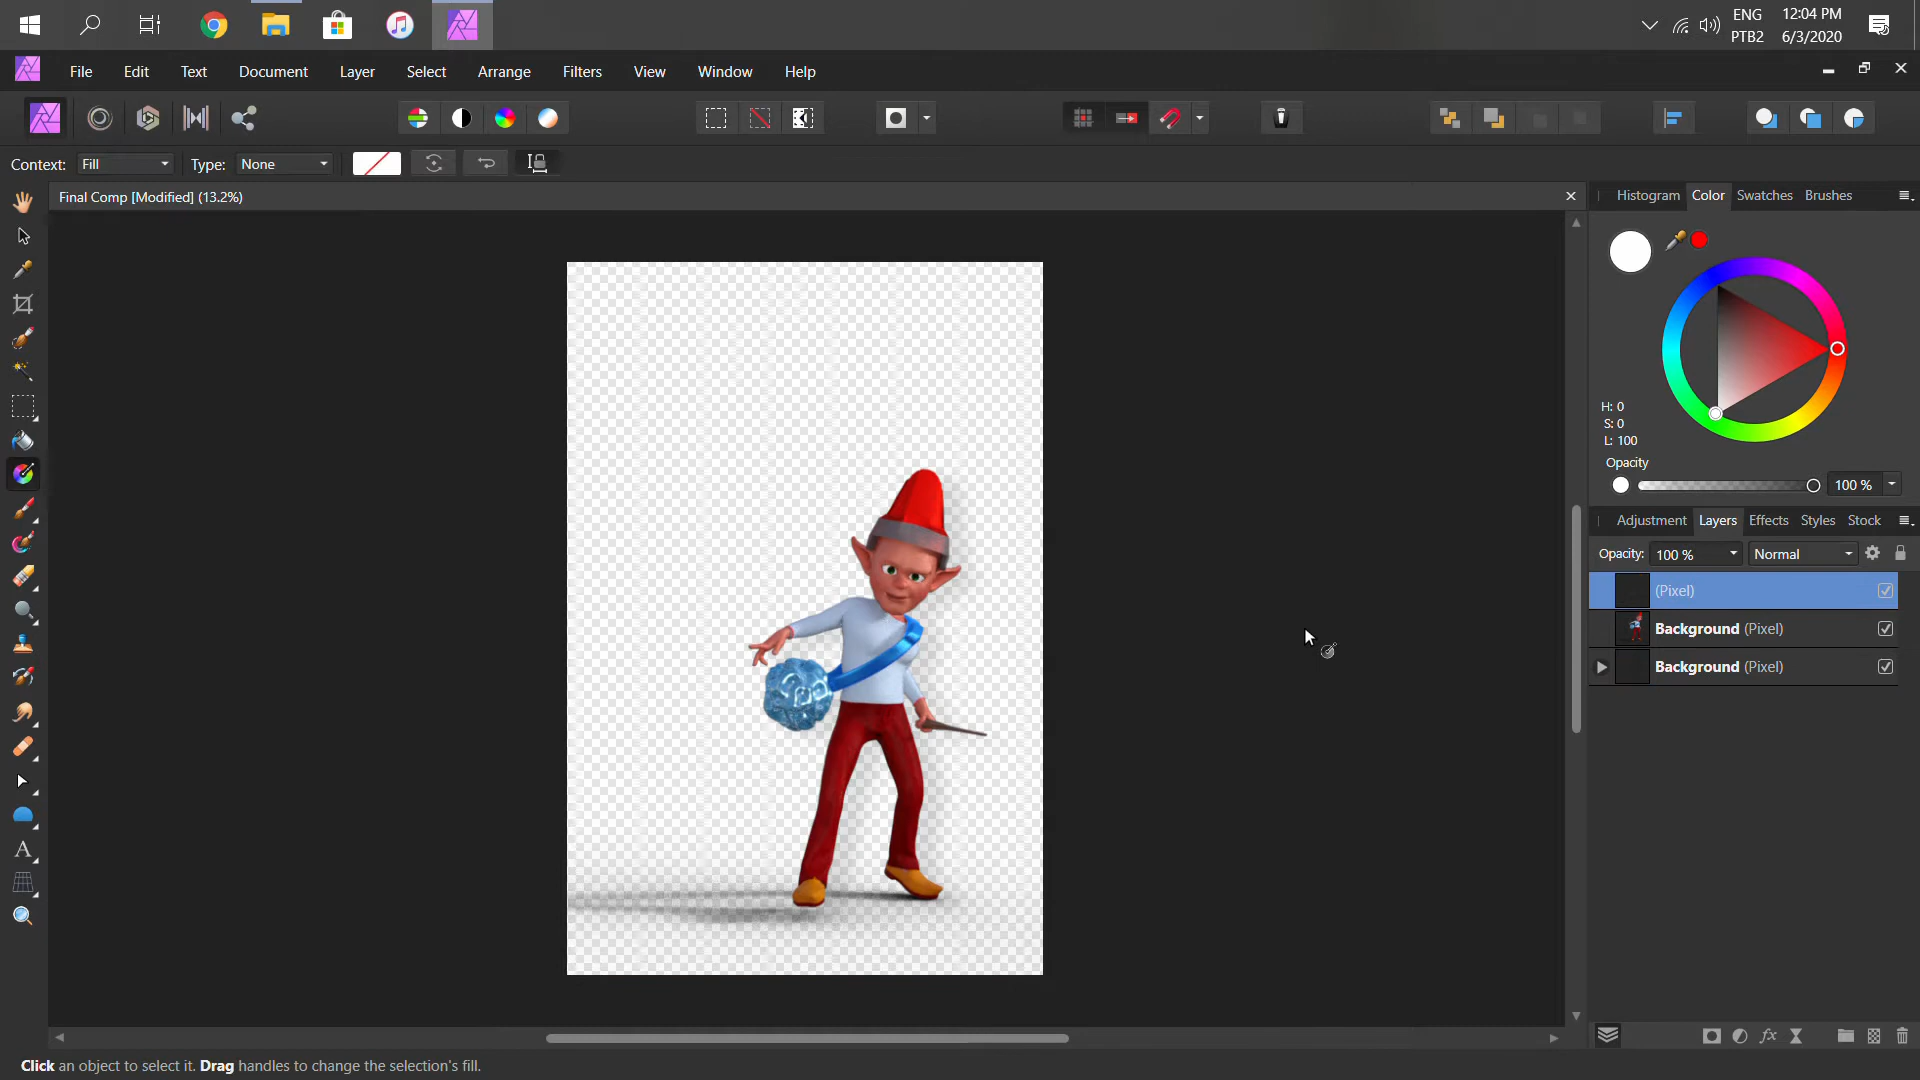 ENG
12:04 PM
PTB2
6/3/2020
File Edit Text Document Layer Select Arrange Filters View Window Help
Context: Fill Type: None
Final Comp [Modified] (13.2%)
Histogram Color Swatches Brushes
H: 0
S: 0
L: 100
Opacity
100 %
Adjustment Layers Effects Styles Stock
Opacity: 100 % Normal
(Pixel)
Background (Pixel)
Background (Pixel)
Click an object to select it. Drag handles to change the selection's fill.